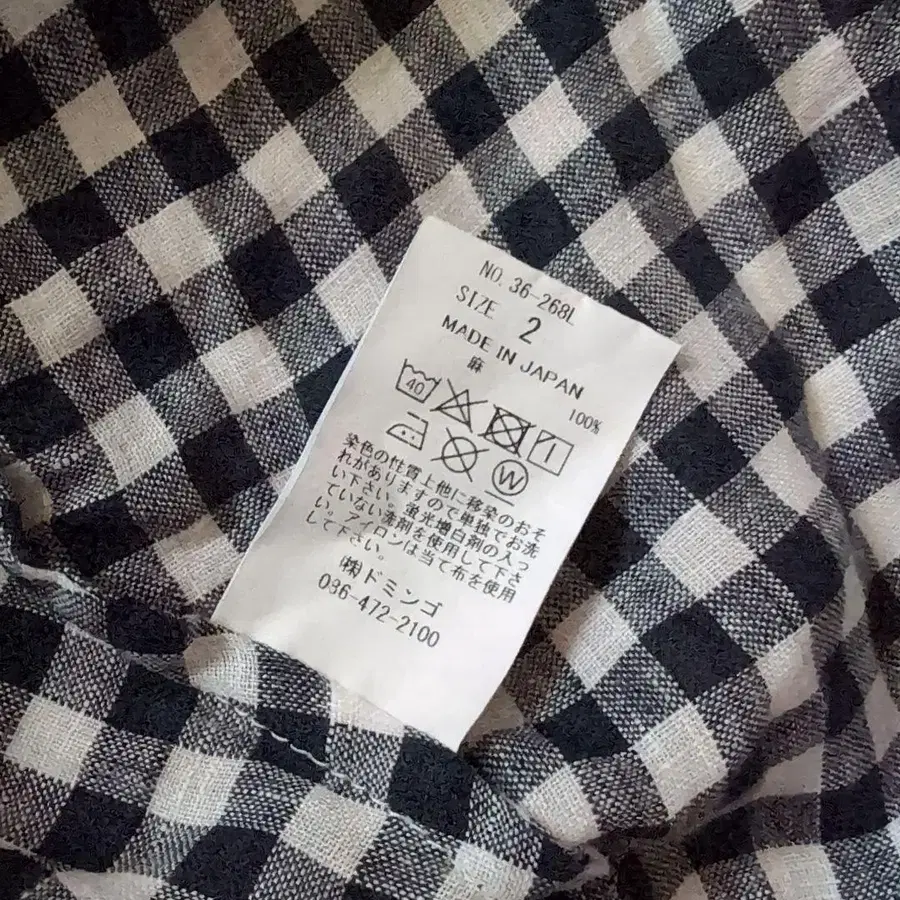 NO. 36-268L
SIZE 2
MADE IN JAPAN
麻 100%
40
W
染色の性質上他に移染のおそ
れがありますので単独でお洗
い下さい。蛍光増白剤の入っ
ていない洗剤を使用して下さ
い。アイロンは当て布を使用
して下さい。
㈱ドミンゴ
086-472-2100